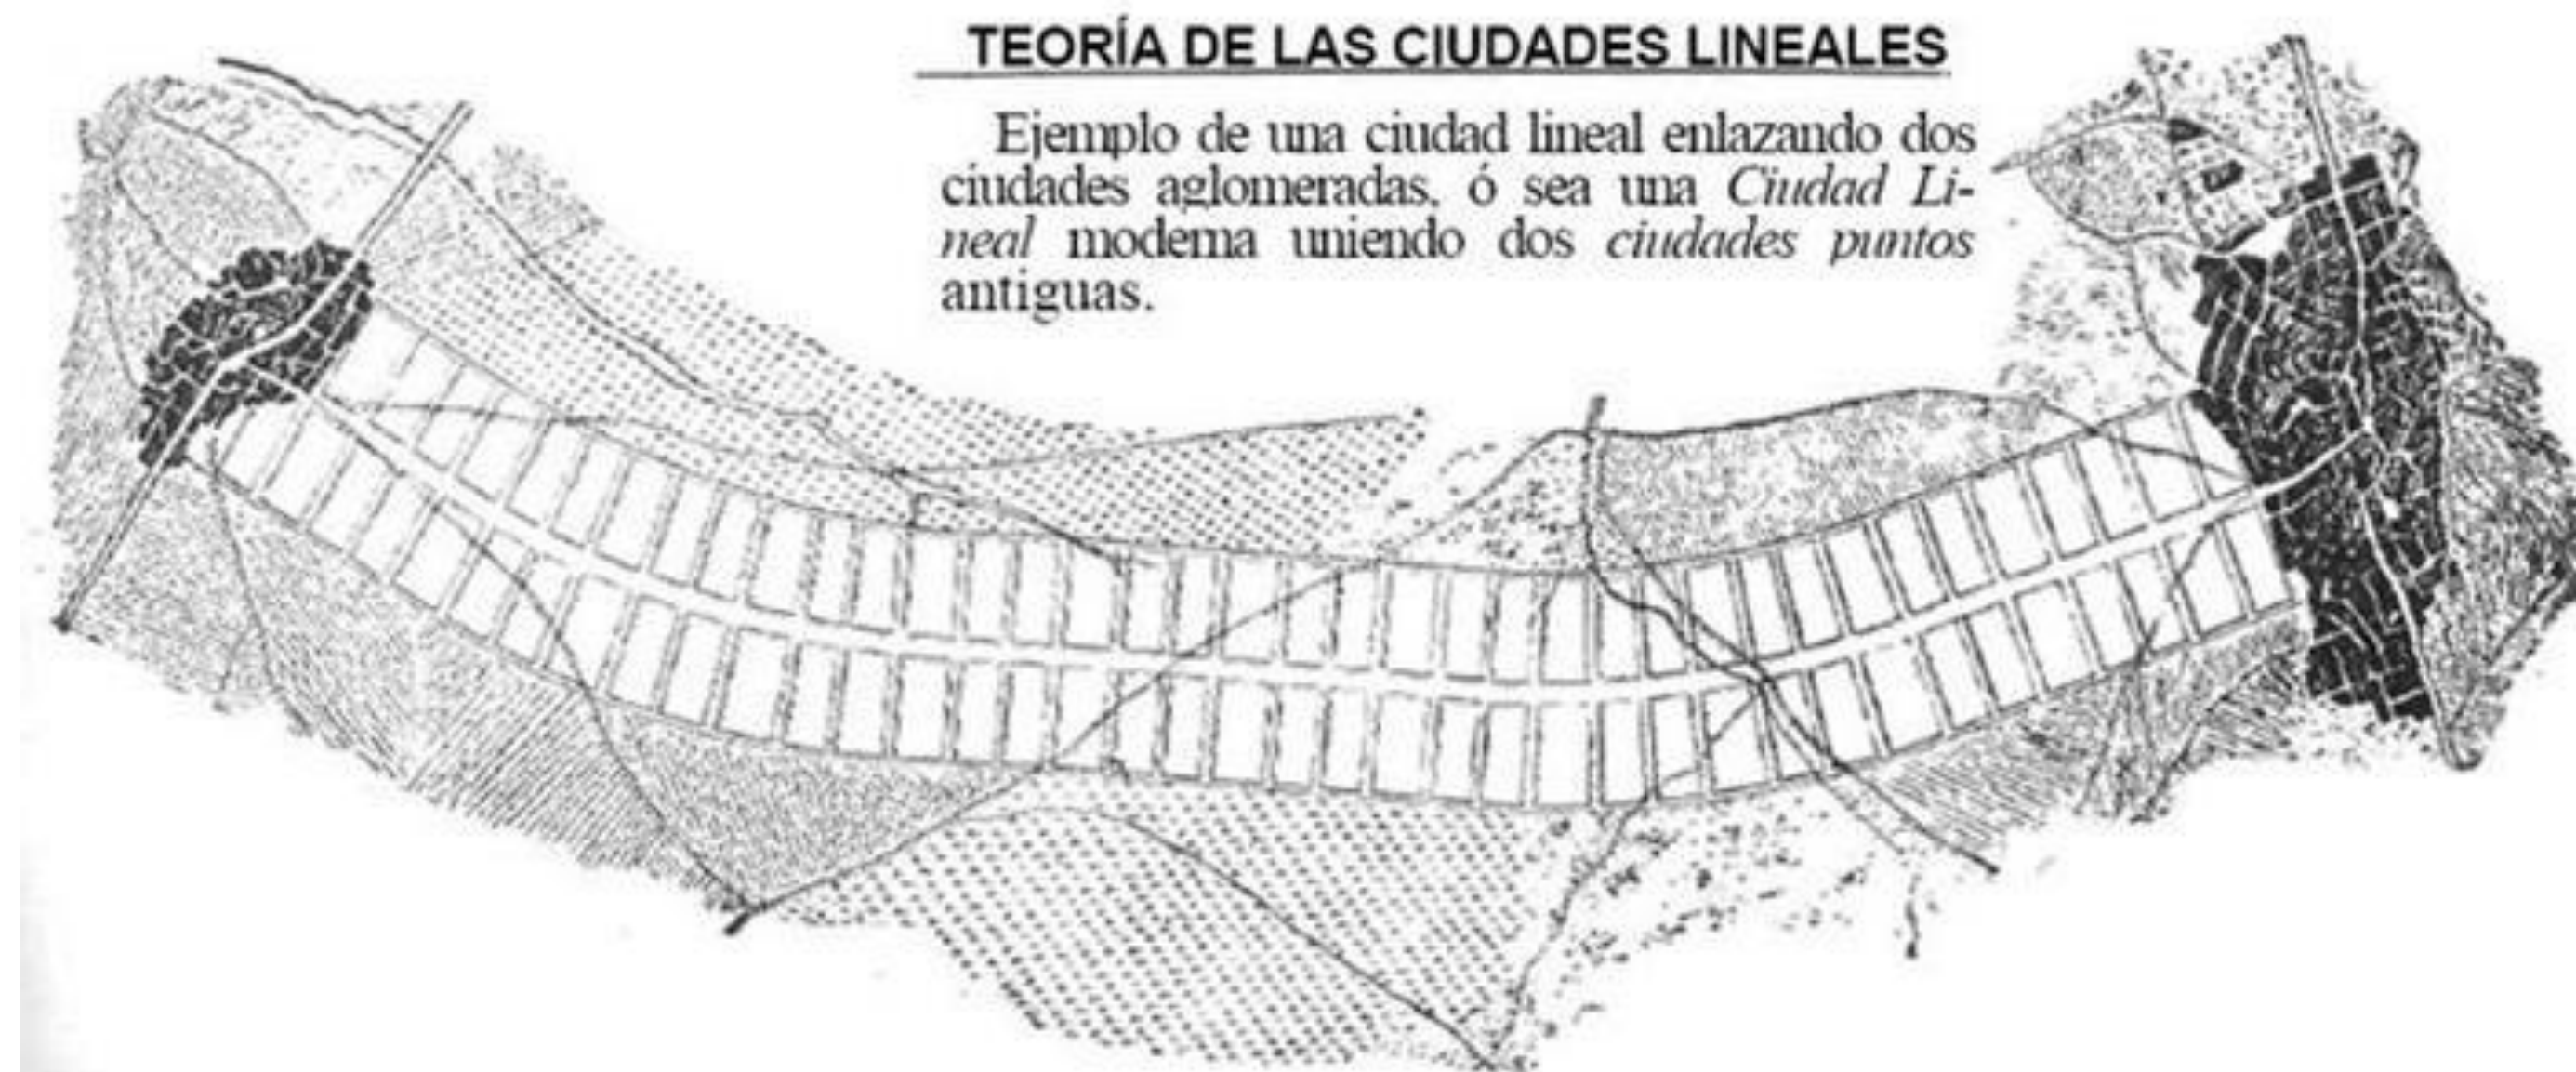 TEORÍA DE LAS CIUDADES LINEALES
Ejemplo de una ciudad lineal enlazando dos
ciudades aglomeradas, ó sea una Ciudad Li-
neal moderna uniendo dos ciudades puntos
antiguas.